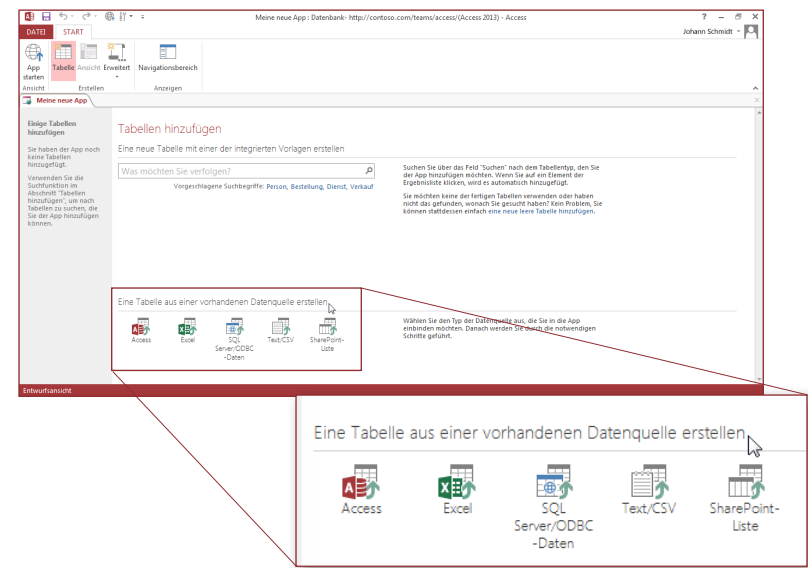 Meine neue App : Datenbank- http://contoso.com/teams/access/(Access 2013) - Access
DATEI START
Johann Schmidt
App starten
Tabelle
Ansicht
Erweitert
Navigationsbereich
Ansicht
Erstellen
Anzeigen
Meine neue App
Einige Tabellen
hinzufügen
Sie haben der App noch
keine Tabellen
hinzugefügt.
Verwenden Sie die
Suchfunktion im
Abschnitt "Tabellen
hinzufügen", um nach
Tabellen zu suchen, die
Sie der App hinzufügen
können.
Tabellen hinzufügen
Eine neue Tabelle mit einer der integrierten Vorlagen erstellen
Was möchten Sie verfolgen?
Vorgeschlagene Suchbegriffe: Person, Bestellung, Dienst, Verkauf
Suchen Sie über das Feld "Suchen" nach dem Tabellentyp, den Sie
der App hinzufügen möchten. Wenn Sie auf ein Element der
Ergebnisliste klicken, wird es automatisch hinzugefügt.
Sie möchten keine der fertigen Tabellen verwenden oder haben
nicht das gefunden, wonach Sie gesucht haben? Kein Problem, Sie
können stattdessen einfach eine neue leere Tabelle hinzufügen.
Eine Tabelle aus einer vorhandenen Datenquelle erstellen
Access
Excel
SQL
Server/ODBC
-Daten
Text/CSV
SharePoint-
Liste
Wählen Sie den Typ der Datenquelle aus, die Sie in die App
einbinden möchten. Danach werden Sie durch die notwendigen
Schritte geführt.
Entwurfsansicht
Eine Tabelle aus einer vorhandenen Datenquelle erstellen
Access
Excel
SQL
Server/ODBC
-Daten
Text/CSV
SharePoint-
Liste